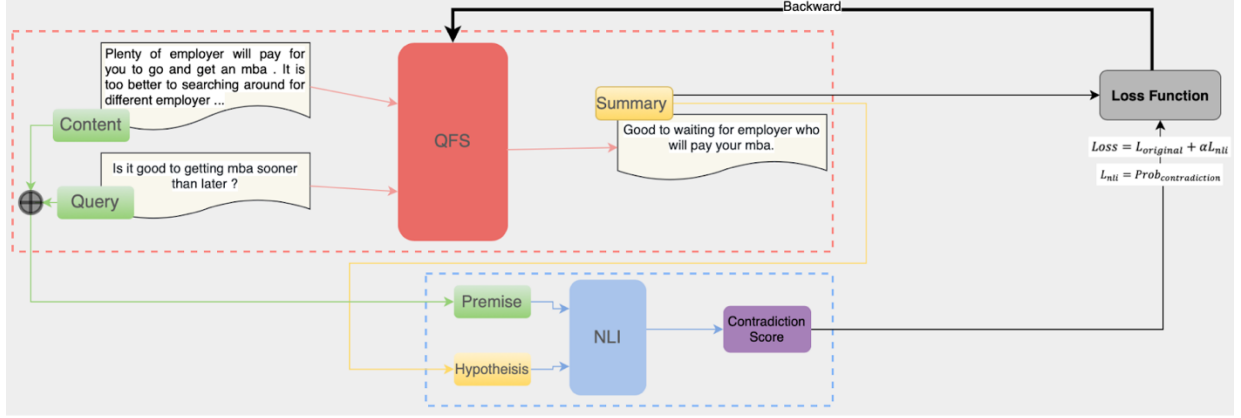 Backward
Plenty of employer will pay for
you to go and get an mba . It is
too better to searching around for
different employer ...
Content
QFS
Summary
Good to waiting for employer who
will pay your mba.
Loss Function
Loss = L_original + αL_nli
L_nli = Prob_contradiction
Is it good to getting mba sooner
than later ?
Query
Premise
NLI
Contradiction
Score
Hypotheisis